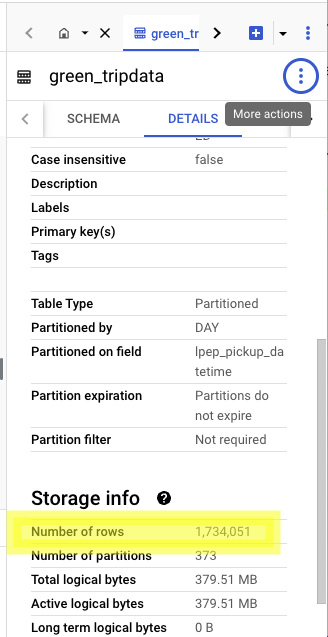 green_tr
green_tripdata
More actions
SCHEMA DETAILS
Case insensitive false
Description
Labels
Primary key(s)
Tags
Table Type Partitioned
Partitioned by DAY
Partitioned on field lpep_pickup_da
tetime
Partition expiration Partitions do
not expire
Partition filter Not required
Storage info ?
Number of rows 1,734,051
Number of partitions 373
Total logical bytes 379.51 MB
Active logical bytes 379.51 MB
Long term logical bytes 0 B